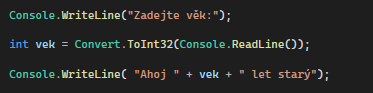 Console.WriteLine("Zadejte věk:");
int vek = Convert.ToInt32(Console.ReadLine());
Console.WriteLine( "Ahoj " + vek + " let starý");